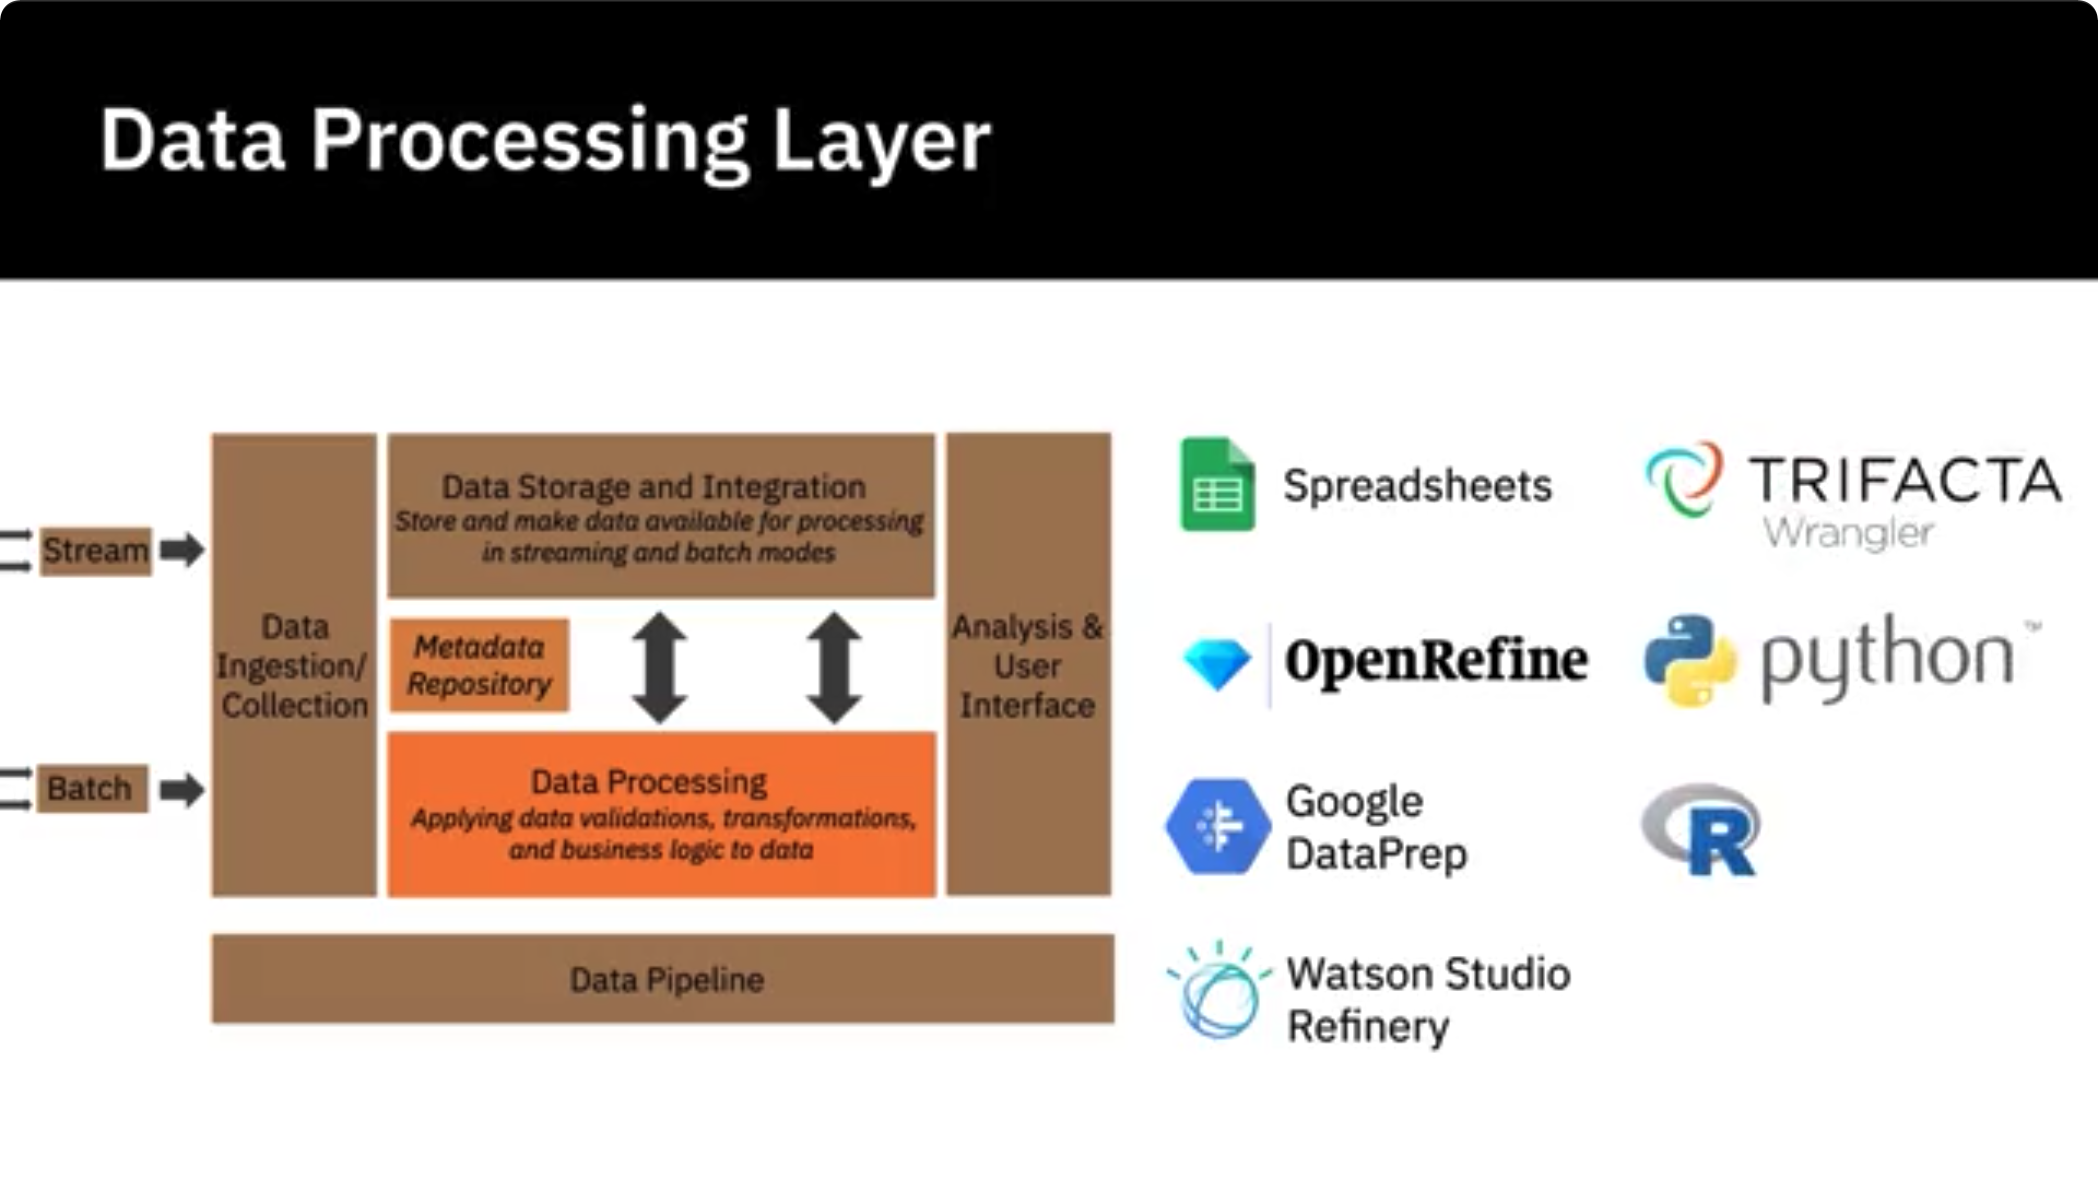 Data Processing Layer
Stream
Batch
Data
Ingestion/
Collection
Data Storage and Integration
Store and make data available for processing
in streaming and batch modes
Metadata
Repository
Data Processing
Applying data validations, transformations,
and business logic to data
Analysis &
User
Interface
Data Pipeline
Spreadsheets
OpenRefine
Google
DataPrep
Watson Studio
Refinery
TRIFACTA
Wrangler
python™
R